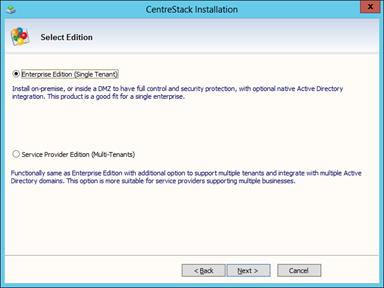 CentreStack Installation
x
Select Edition
Enterprise Edition (Single Tenant)
Install on-premise, or inside a DMZ to have full control and security protection, with optional native Active Directory
integration. This product is a good fit for a single enterprise.
Service Provider Edition (Multi-Tenants)
Functionally same as Enterprise Edition with additional option to support multiple tenants and integrate with multiple Active
Directory domains. This option is more suitable for service providers supporting multiple businesses.
< Back Next > Cancel